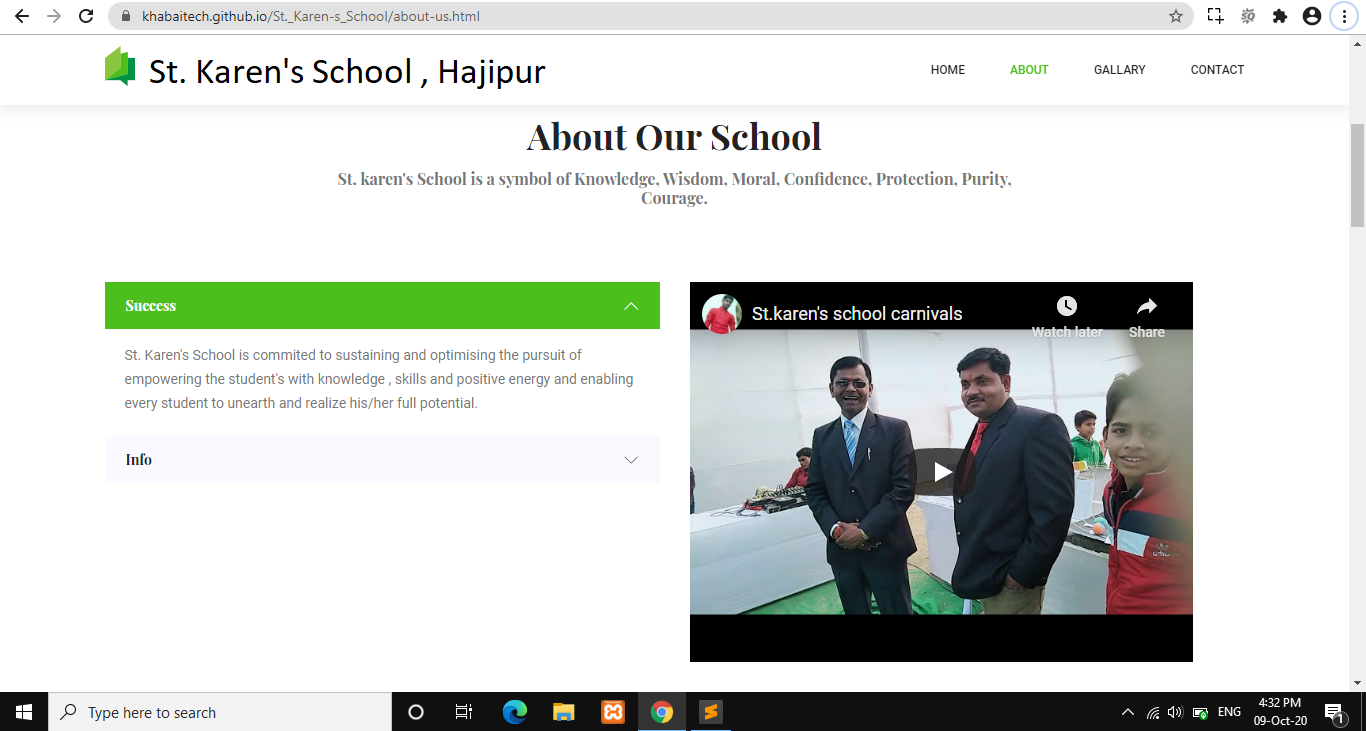 khabaitech.github.io/St._Karen-s_School/about-us.html
St. Karen's School , Hajipur
HOME ABOUT GALLARY CONTACT
About Our School
St. karen's School is a symbol of Knowledge, Wisdom, Moral, Confidence, Protection, Purity,
Courage.
Success
St. Karen's School is commited to sustaining and optimising the pursuit of
empowering the student's with knowledge , skills and positive energy and enabling
every student to unearth and realize his/her full potential.
Info
St.karen's school carnivals
Watch later Share
adidas
Type here to search
ENG
4:32 PM
09-Oct-20
1